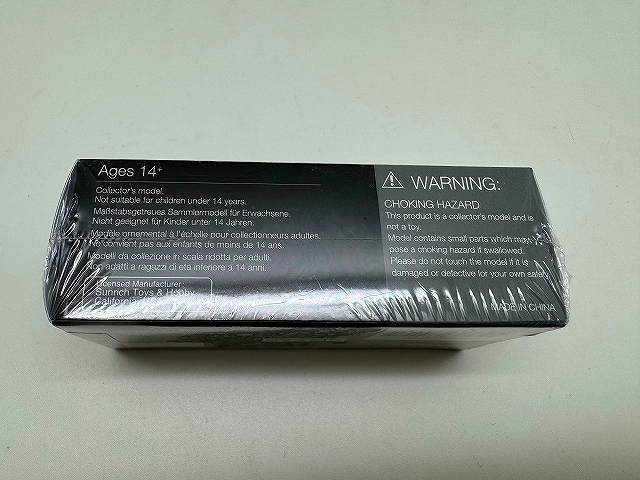 Ages 14+
Collector's model.
Not suitable for children under 14 years.
Maßstabsgetreues Sammlermodell für Erwachsene.
Nicht geeignet für Kinder unter 14 Jahren.
Modèle ornemental à l'échelle pour collectionneurs adultes.
Ne convient pas aux enfants de moins de 14 ans.
Modelli da collezione in scala ridotta per adulti.
Non adatti a ragazzi di eta inferiore a 14 anni.
Licensed Manufacturer:
Sunrich Toys & Hobby
California
WARNING:
CHOKING HAZARD
This product is a collector's model and is
not a toy.
Model contains small parts which may
pose a choking hazard if swallowed.
Please do not touch the model if it is
damaged or defective for your own safety
MADE IN CHINA